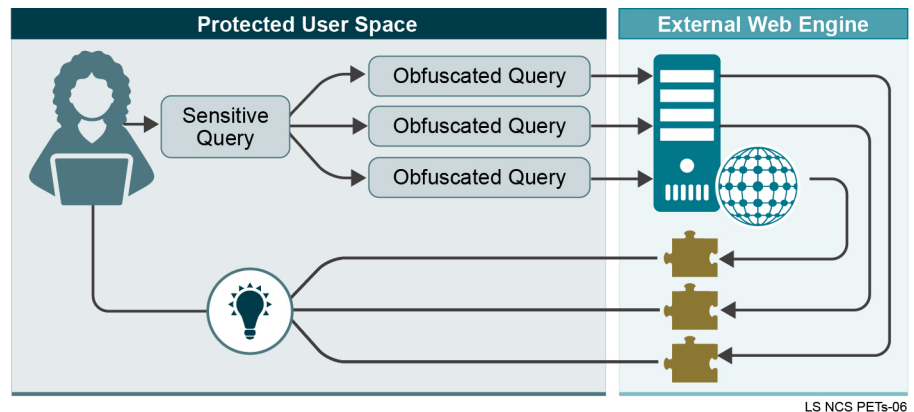 Protected User Space
External Web Engine
Sensitive
Query
Obfuscated Query
Obfuscated Query
Obfuscated Query
LS NCS PETs-06